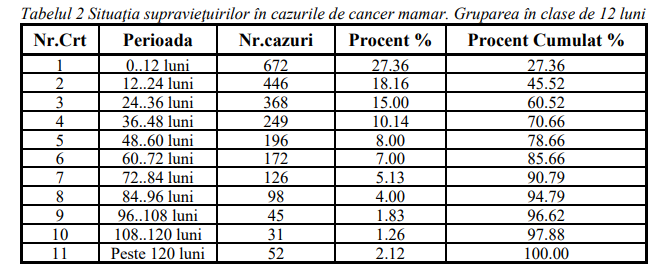 Tabelul 2 Situaţia supravieţuirilor în cazurile de cancer mamar. Gruparea în clase de 12 luni
Nr.Crt Perioada Nr.cazuri Procent % Procent Cumulat %
1 0..12 luni 672 27.36 27.36
2 12..24 luni 446 18.16 45.52
3 24..36 luni 368 15.00 60.52
4 36..48 luni 249 10.14 70.66
5 48..60 luni 196 8.00 78.66
6 60..72 luni 172 7.00 85.66
7 72..84 luni 126 5.13 90.79
8 84..96 luni 98 4.00 94.79
9 96..108 luni 45 1.83 96.62
10 108..120 luni 31 1.26 97.88
11 Peste 120 luni 52 2.12 100.00